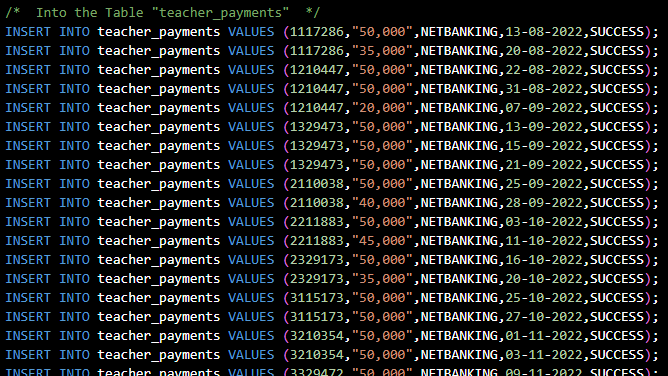 /*  Into the Table "teacher_payments"  */
INSERT INTO teacher_payments VALUES (1117286,"50,000",NETBANKING,13-08-2022,SUCCESS);
INSERT INTO teacher_payments VALUES (1117286,"35,000",NETBANKING,20-08-2022,SUCCESS);
INSERT INTO teacher_payments VALUES (1210447,"50,000",NETBANKING,22-08-2022,SUCCESS);
INSERT INTO teacher_payments VALUES (1210447,"50,000",NETBANKING,31-08-2022,SUCCESS);
INSERT INTO teacher_payments VALUES (1210447,"20,000",NETBANKING,07-09-2022,SUCCESS);
INSERT INTO teacher_payments VALUES (1329473,"50,000",NETBANKING,13-09-2022,SUCCESS);
INSERT INTO teacher_payments VALUES (1329473,"50,000",NETBANKING,15-09-2022,SUCCESS);
INSERT INTO teacher_payments VALUES (1329473,"50,000",NETBANKING,21-09-2022,SUCCESS);
INSERT INTO teacher_payments VALUES (2110038,"50,000",NETBANKING,25-09-2022,SUCCESS);
INSERT INTO teacher_payments VALUES (2110038,"40,000",NETBANKING,28-09-2022,SUCCESS);
INSERT INTO teacher_payments VALUES (2211883,"50,000",NETBANKING,03-10-2022,SUCCESS);
INSERT INTO teacher_payments VALUES (2211883,"45,000",NETBANKING,11-10-2022,SUCCESS);
INSERT INTO teacher_payments VALUES (2329173,"50,000",NETBANKING,16-10-2022,SUCCESS);
INSERT INTO teacher_payments VALUES (2329173,"35,000",NETBANKING,20-10-2022,SUCCESS);
INSERT INTO teacher_payments VALUES (3115173,"50,000",NETBANKING,25-10-2022,SUCCESS);
INSERT INTO teacher_payments VALUES (3115173,"50,000",NETBANKING,27-10-2022,SUCCESS);
INSERT INTO teacher_payments VALUES (3210354,"50,000",NETBANKING,01-11-2022,SUCCESS);
INSERT INTO teacher_payments VALUES (3210354,"50,000",NETBANKING,03-11-2022,SUCCESS);
INSERT INTO teacher_payments VALUES (3329472,"50,000",NETBANKING,09-11-2022,SUCCESS);